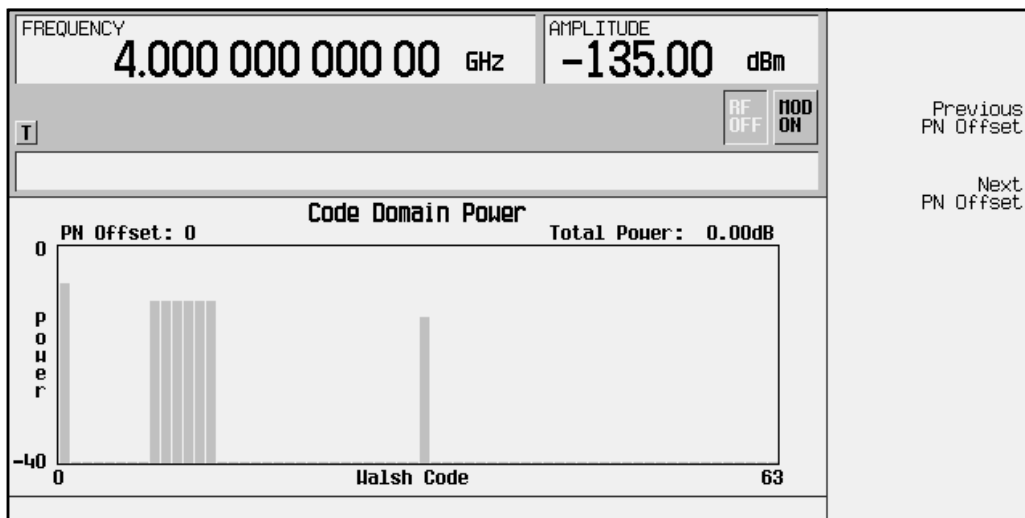 FREQUENCY
4.000 000 000 00 GHz
AMPLITUDE
-135.00 dBm
RF OFF
MOD ON
T
Previous
PN Offset
Next
PN Offset
Code Domain Power
PN Offset: 0
Total Power: 0.00dB
0
Power
-40
0
Walsh Code
63